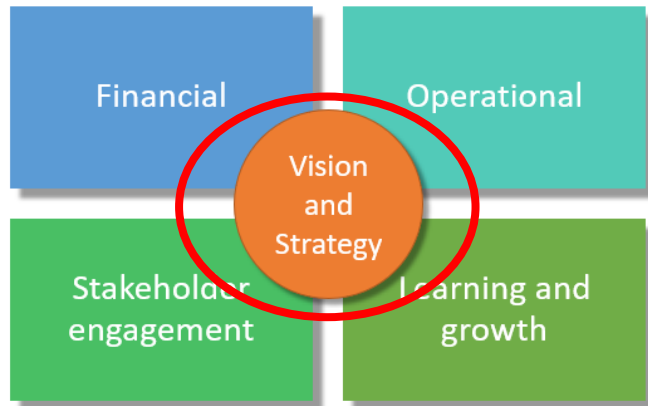 Financial
Operational
Vision
and
Strategy
Stakeholder
engagement
Learning and
growth